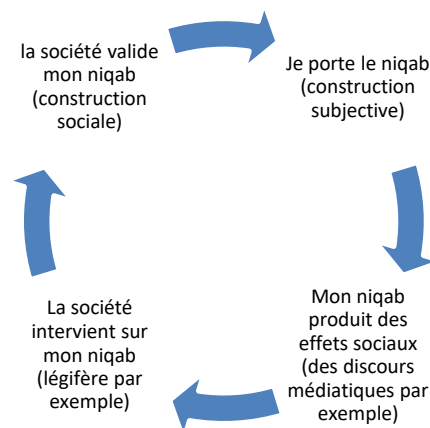 la société valide
mon niqab
(construction
sociale)
Je porte le niqab
(construction
subjective)
Mon niqab
produit des
effets sociaux
(des discours
médiatiques par
exemple)
La société
intervient sur
mon niqab
(légifère par
exemple)